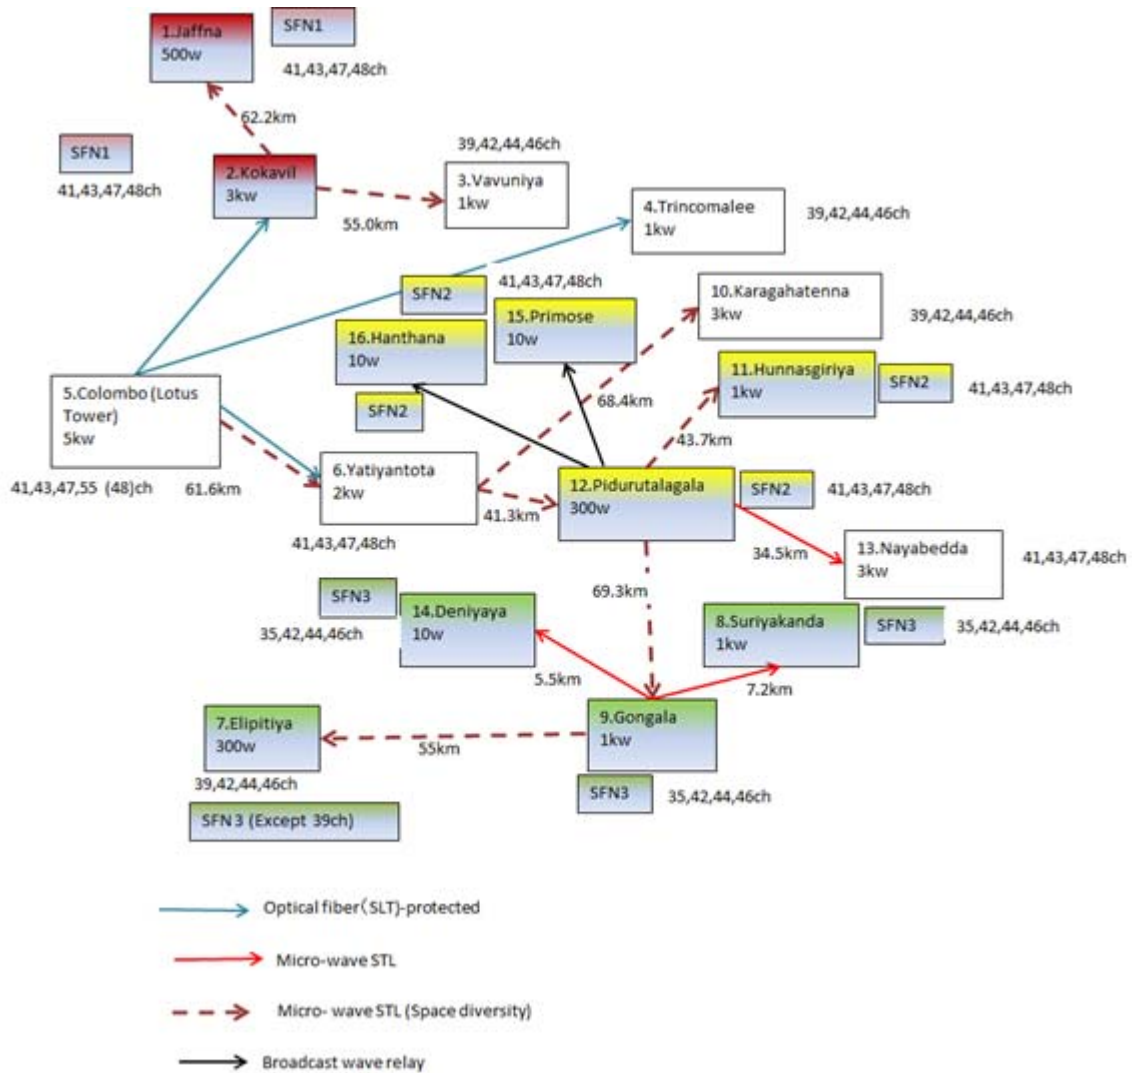 1.Jaffna
500w
SFN1
41,43,47,48ch
62.2km
SFN1
41,43,47,48ch
2.Kokavil
3kw
39,42,44,46ch
3.Vavuniya
1kw
55.0km
4.Trincomalee
1kw
39,42,44,46ch
SFN2
41,43,47,48ch
15.Primose
10w
10.Karagahatenna
3kw
39,42,44,46ch
16.Hanthana
10w
SFN2
11.Hunnasgiriya
1kw
SFN2
41,43,47,48ch
5.Colombo (Lotus
Tower)
5kw
41,43,47,55 (48)ch
61.6km
68.4km
43.7km
6.Yatiyantota
2kw
41,43,47,48ch
41.3km
12.Pidurutalagala
300w
SFN2
41,43,47,48ch
34.5km
13.Nayabedda
3kw
41,43,47,48ch
69.3km
SFN3
35,42,44,46ch
14.Deniyaya
10w
8.Suriyakanda
1kw
SFN3
35,42,44,46ch
5.5km
7.2km
7.Elipitiya
300w
39,42,44,46ch
SFN 3 (Except 39ch)
55km
9.Gongala
1kw
SFN3
35,42,44,46ch
Optical fiber(SLT)-protected
Micro-wave STL
Micro- wave STL (Space diversity)
Broadcast wave relay